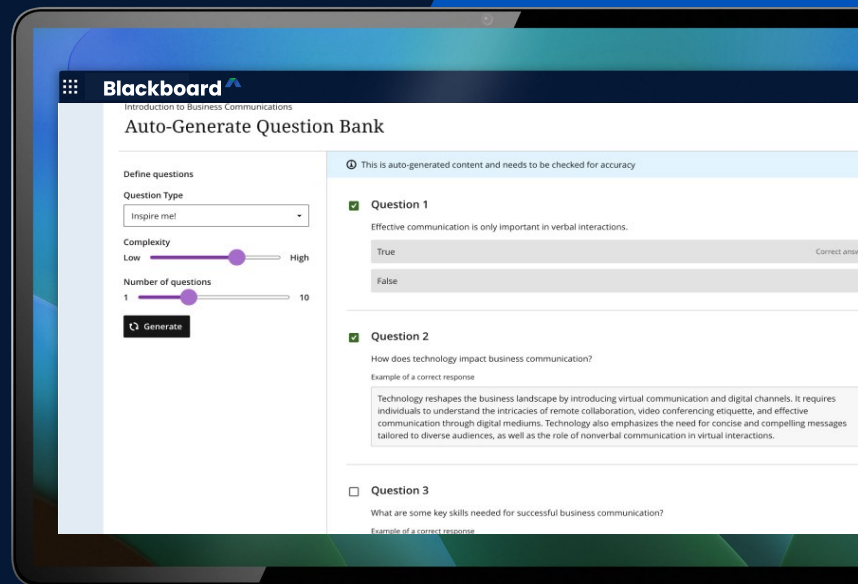 Blackboard
Introduction to Business Communications
Auto-Generate Question Bank
Define questions
Question Type
Inspire me!
Complexity
Low High
Number of questions
1 10
Generate
This is auto-generated content and needs to be checked for accuracy
Question 1
Effective communication is only important in verbal interactions.
True Correct
False
Question 2
How does technology impact business communication?
Example of a correct response
Technology reshapes the business landscape by introducing virtual communication and digital channels. It requires
individuals to understand the intricacies of remote collaboration, video conferencing etiquette, and effective
communication through digital mediums. Technology also emphasizes the need for concise and compelling messages
tailored to diverse audiences, as well as the role of nonverbal communication in virtual interactions.
Question 3
What are some key skills needed for successful business communication?
Example of a correct response